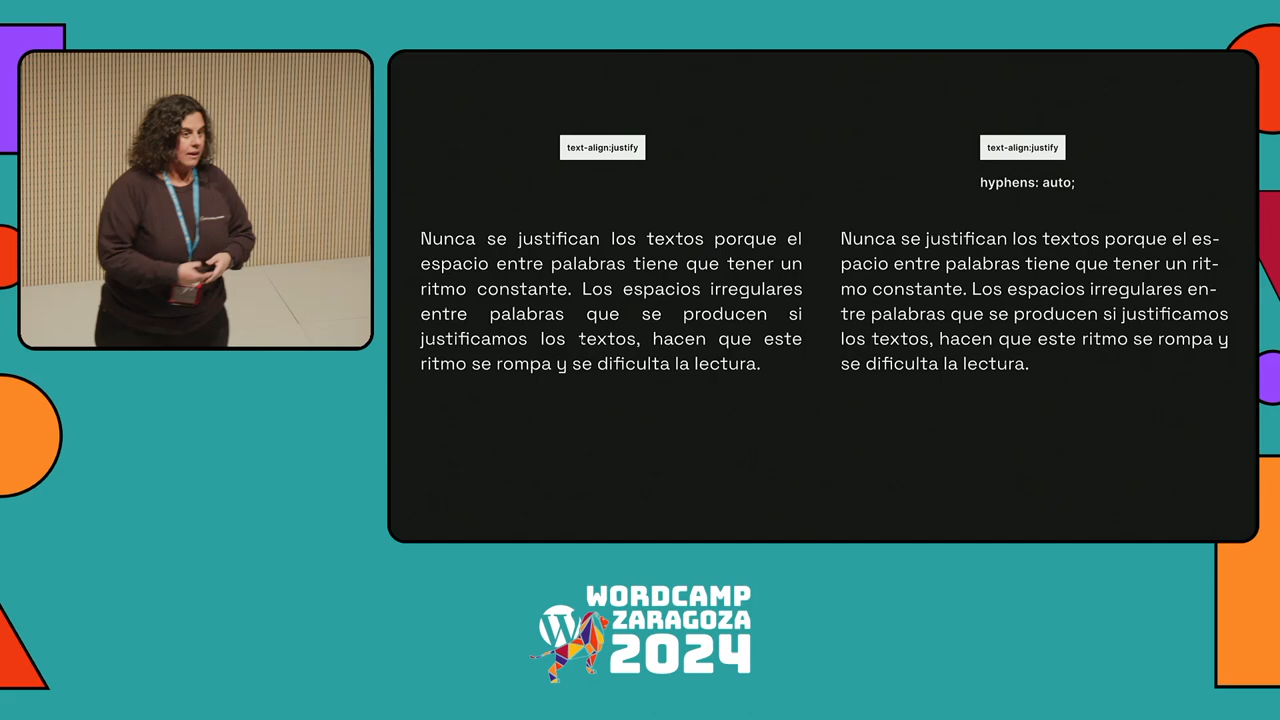 text-align:justify
Nunca se justifican los textos porque el
espacio entre palabras tiene que tener un
ritmo constante. Los espacios irregulares
entre palabras que se producen si
justificamos los textos, hacen que este
ritmo se rompa y se dificulta la lectura.
text-align:justify
hyphens: auto;
Nunca se justifican los textos porque el es-
pacio entre palabras tiene que tener un rit-
mo constante. Los espacios irregulares en-
tre palabras que se producen si justificamos
los textos, hacen que este ritmo se rompa y
se dificulta la lectura.
WORDCAMP
ZARAGOZA
2024